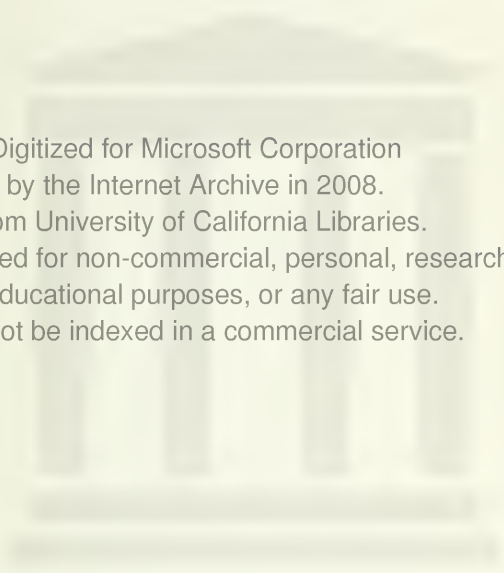 Digitized for Microsoft Corporation
by the Internet Archive in 2008.
om University of California Libraries.
ed for non-commercial, personal, research
ducational purposes, or any fair use.
ot be indexed in a commercial service.